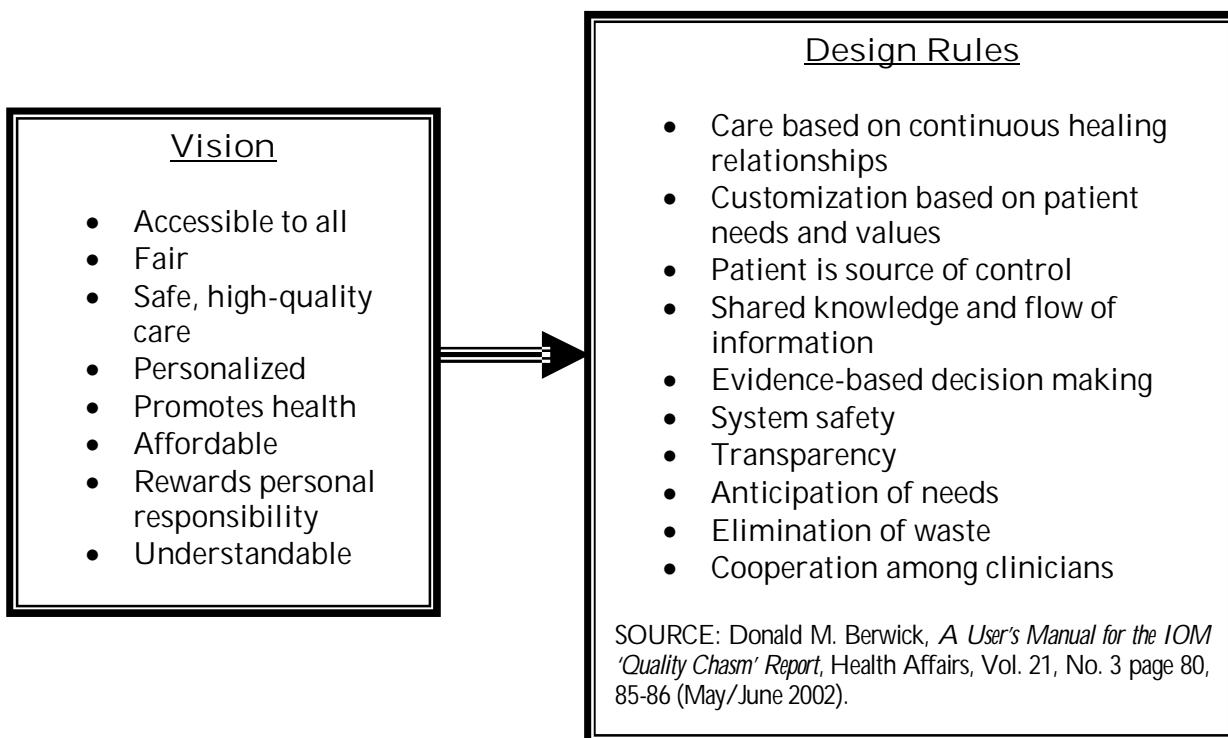 Vision
• Accessible to all
• Fair
• Safe, high-quality
care
• Personalized
• Promotes health
• Affordable
• Rewards personal
responsibility
• Understandable
Design Rules
• Care based on continuous healing
relationships
• Customization based on patient
needs and values
• Patient is source of control
• Shared knowledge and flow of
information
• Evidence-based decision making
• System safety
• Transparency
• Anticipation of needs
• Elimination of waste
• Cooperation among clinicians
SOURCE: Donald M. Berwick, A User's Manual for the IOM
'Quality Chasm' Report, Health Affairs, Vol. 21, No. 3 page 80,
85-86 (May/June 2002).